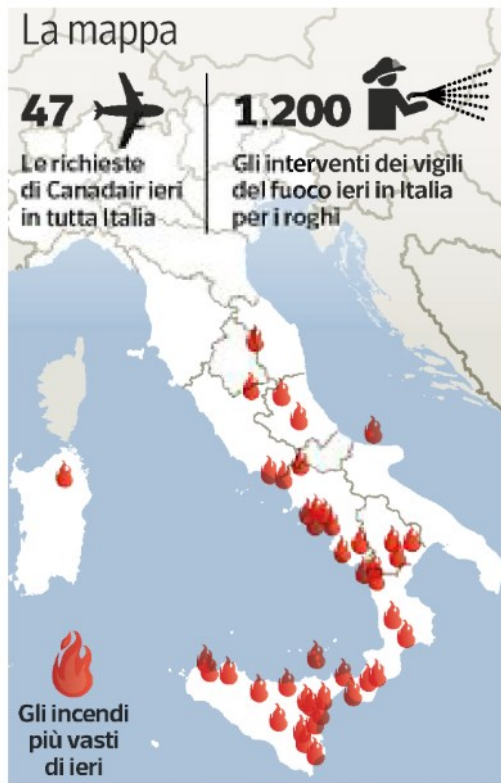 La mappa
47
Le richieste
di Canadair ieri
in tutta Italia
1.200
Gli interventi dei vigili
del fuoco ieri in Italia
per i roghi
Gli incendi
più vasti
di ieri